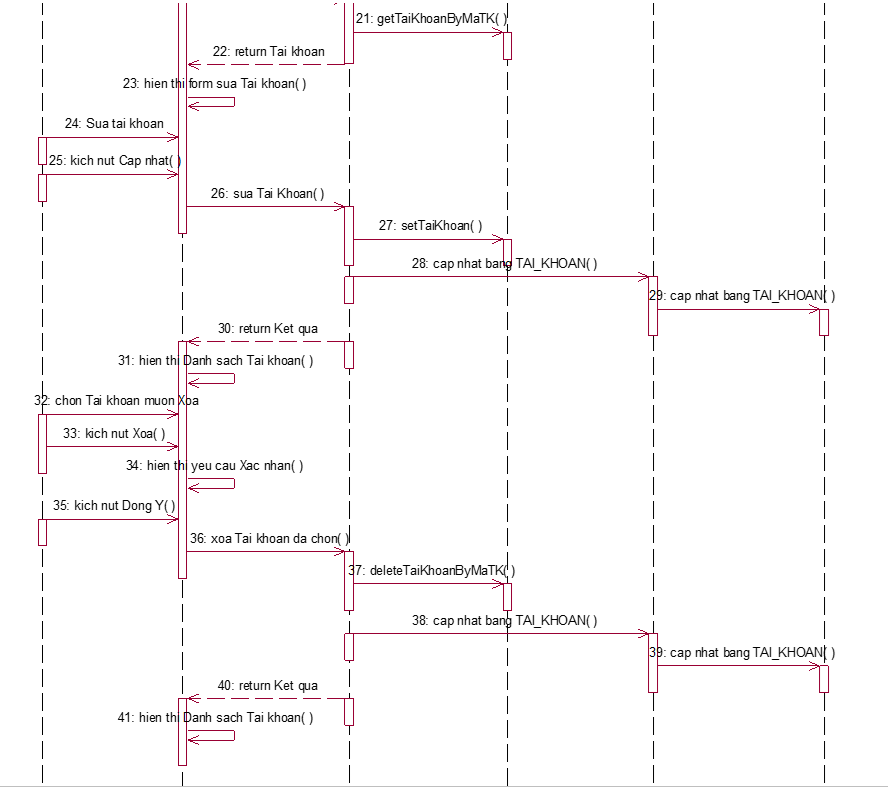 21: getTaiKhoanByMaTK( )
22: return Tai khoan
23: hien thi form sua Tai khoan( )
24: Sua tai khoan
25: kich nut Cap nhat( )
26: sua Tai Khoan( )
27: setTaiKhoan( )
28: cap nhat bang TAI_KHOAN( )
29: cap nhat bang TAI_KHOAN( )
30: return Ket qua
31: hien thi Danh sach Tai khoan( )
32: chon Tai khoan muon Xoa
33: kich nut Xoa( )
34: hien thi yeu cau Xac nhan( )
35: kich nut Dong Y( )
36: xoa Tai khoan da chon( )
37: deleteTaiKhoanByMaTK( )
38: cap nhat bang TAI_KHOAN( )
39: cap nhat bang TAI_KHOAN( )
40: return Ket qua
41: hien thi Danh sach Tai khoan( )